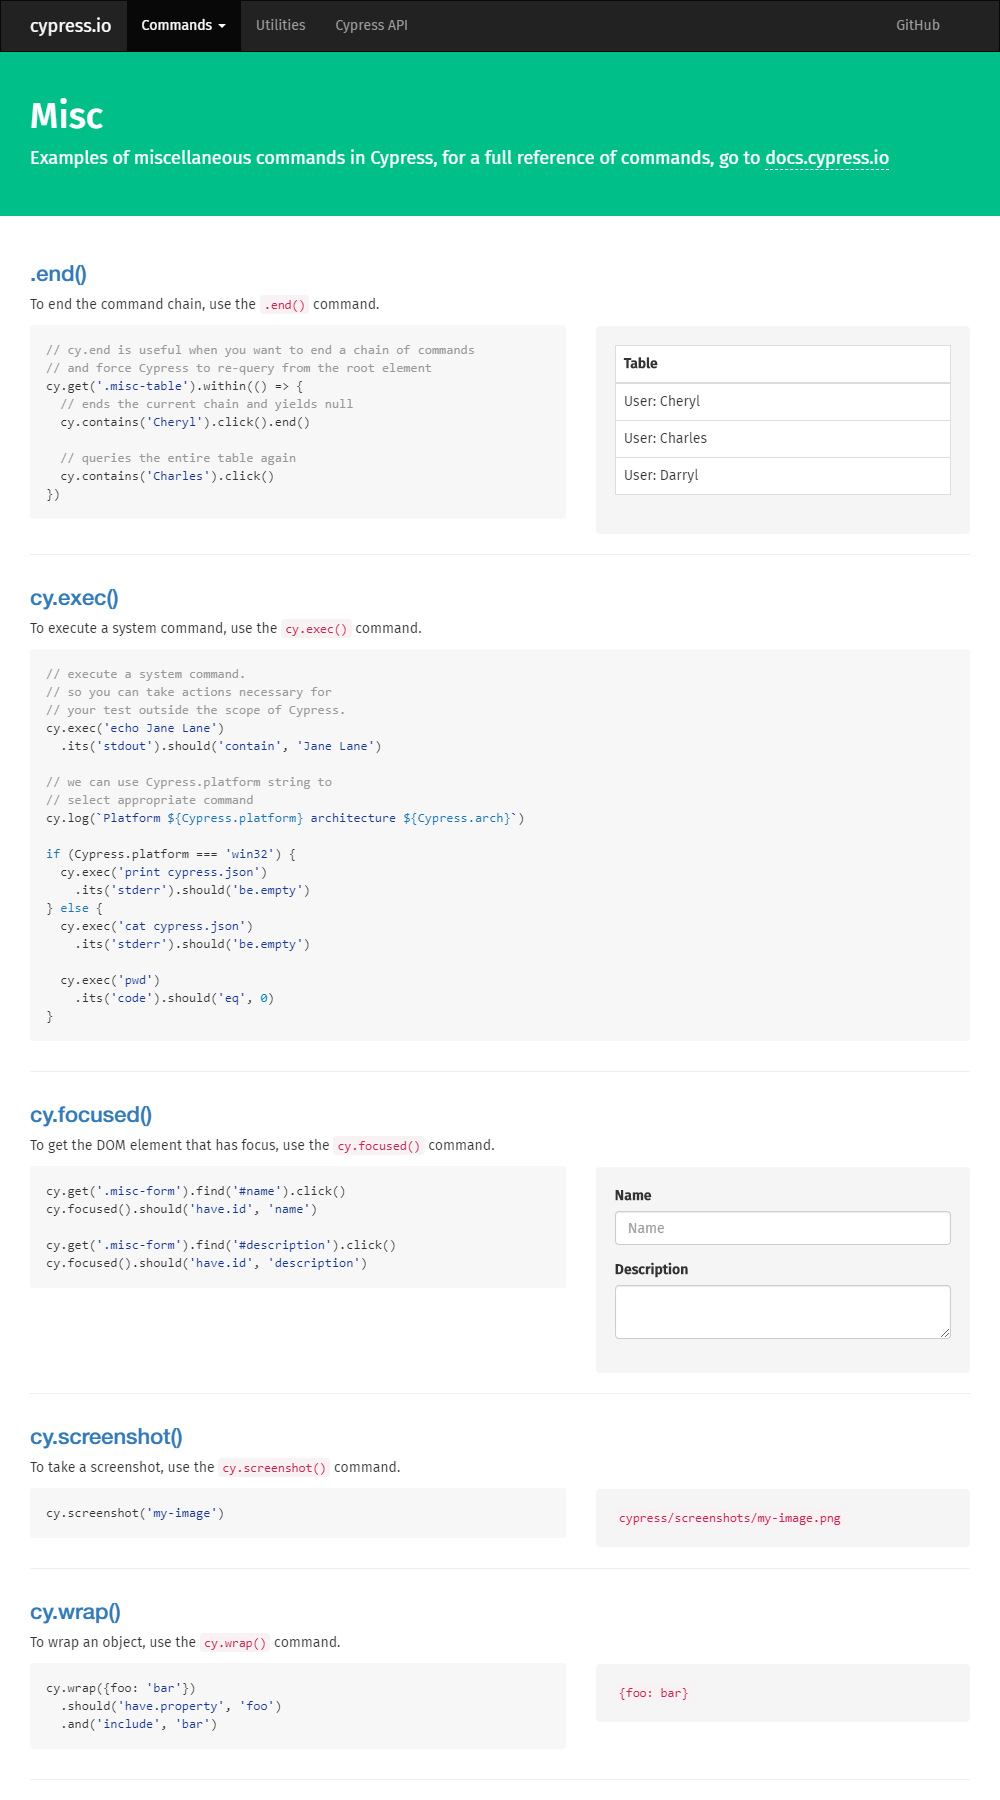 cypress.io Commands Utilities Cypress API GitHub
Misc
Examples of miscellaneous commands in Cypress, for a full reference of commands, go to docs.cypress.io
.end()
To end the command chain, use the .end() command.
// cy.end is useful when you want to end a chain of commands
// and force Cypress to re-query from the root element
cy.get('.misc-table').within(() => {
  // ends the current chain and yields null
  cy.contains('Cheryl').click().end()
  // queries the entire table again
  cy.contains('Charles').click()
})
Table
User: Cheryl
User: Charles
User: Darryl
cy.exec()
To execute a system command, use the cy.exec() command.
// execute a system command.
// so you can take actions necessary for
// your test outside the scope of Cypress.
cy.exec('echo Jane Lane')
  .its('stdout').should('contain', 'Jane Lane')
// we can use Cypress.platform string to
// select appropriate command
cy.log(`Platform ${Cypress.platform} architecture ${Cypress.arch}`)
if (Cypress.platform === 'win32') {
  cy.exec('print cypress.json')
    .its('stderr').should('be.empty')
} else {
  cy.exec('cat cypress.json')
    .its('stderr').should('be.empty')
  cy.exec('pwd')
    .its('code').should('eq', 0)
}
cy.focused()
To get the DOM element that has focus, use the cy.focused() command.
cy.get('.misc-form').find('#name').click()
cy.focused().should('have.id', 'name')
cy.get('.misc-form').find('#description').click()
cy.focused().should('have.id', 'description')
Name
Name
Description
cy.screenshot()
To take a screenshot, use the cy.screenshot() command.
cy.screenshot('my-image')
cypress/screenshots/my-image.png
cy.wrap()
To wrap an object, use the cy.wrap() command.
cy.wrap({foo: 'bar'})
  .should('have.property', 'foo')
  .and('include', 'bar')
{foo: bar}